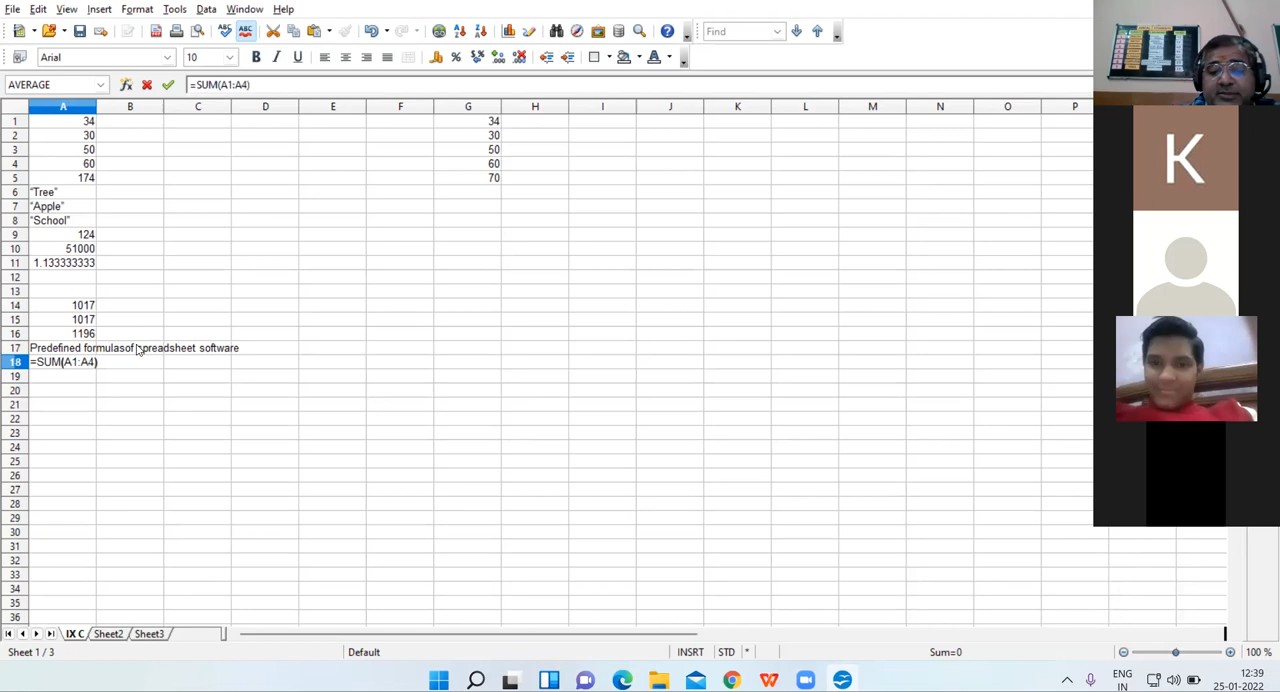 File Edit View Insert Format Tools Data Window Help
Find
Arial 10 B I U
AVERAGE =SUM(A1:A4)
A B C D E F G H I J K L M N O P
1 34 34
2 30 30
3 50 50
4 60 60
5 174 70
6 "Tree"
7 "Apple"
8 "School"
9 124
10 51000
11 1.133333333
12
13
14 1017
15 1017
16 1196
17 Predefined formulasof spreadsheet software
18 =SUM(A1:A4)
19
20
21
22
23
24
25
26
27
28
29
30
31
32
33
34
35
36
K
IX C Sheet2 Sheet3
Sheet 1 / 3 Default INSRT STD * Sum=0 100 %
ENG
IN
12:39
25-01-2022